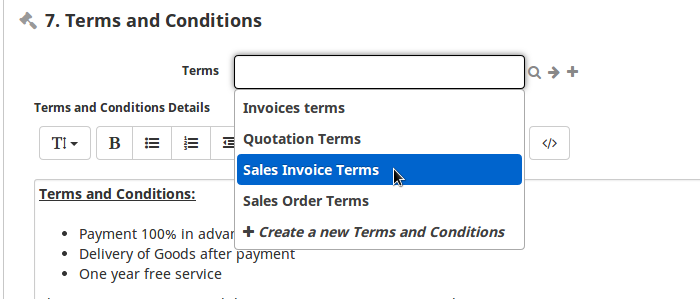 7. Terms and Conditions
Terms
Terms and Conditions Details
Invoices terms
Quotation Terms
Sales Invoice Terms
Sales Order Terms
+ Create a new Terms and Conditions
B
</>
Terms and Conditions:
• Payment 100% in advan
• Delivery of Goods after payment
• One year free service